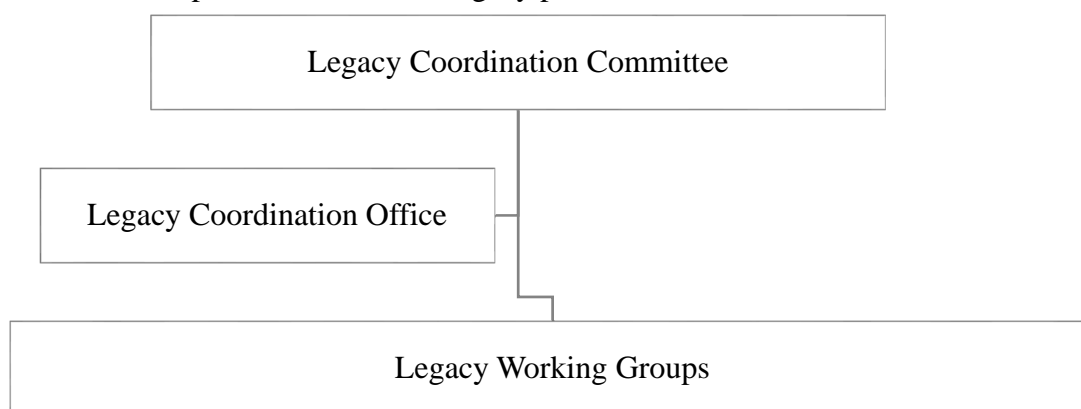 Legacy Coordination Committee
Legacy Coordination Office
Legacy Working Groups